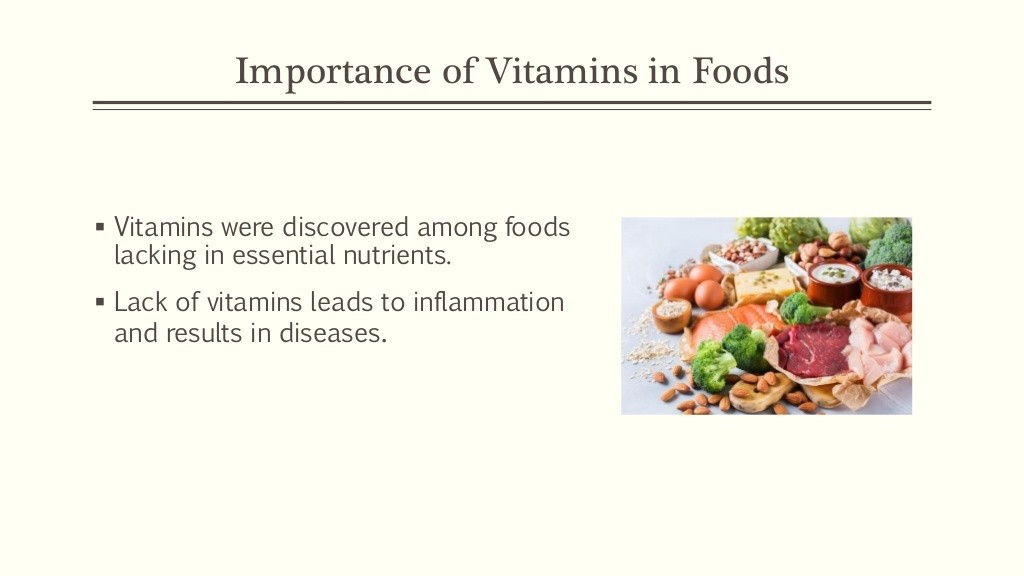 Importance of Vitamins in Foods
▪ Vitamins were discovered among foods
lacking in essential nutrients.
▪ Lack of vitamins leads to inflammation
and results in diseases.